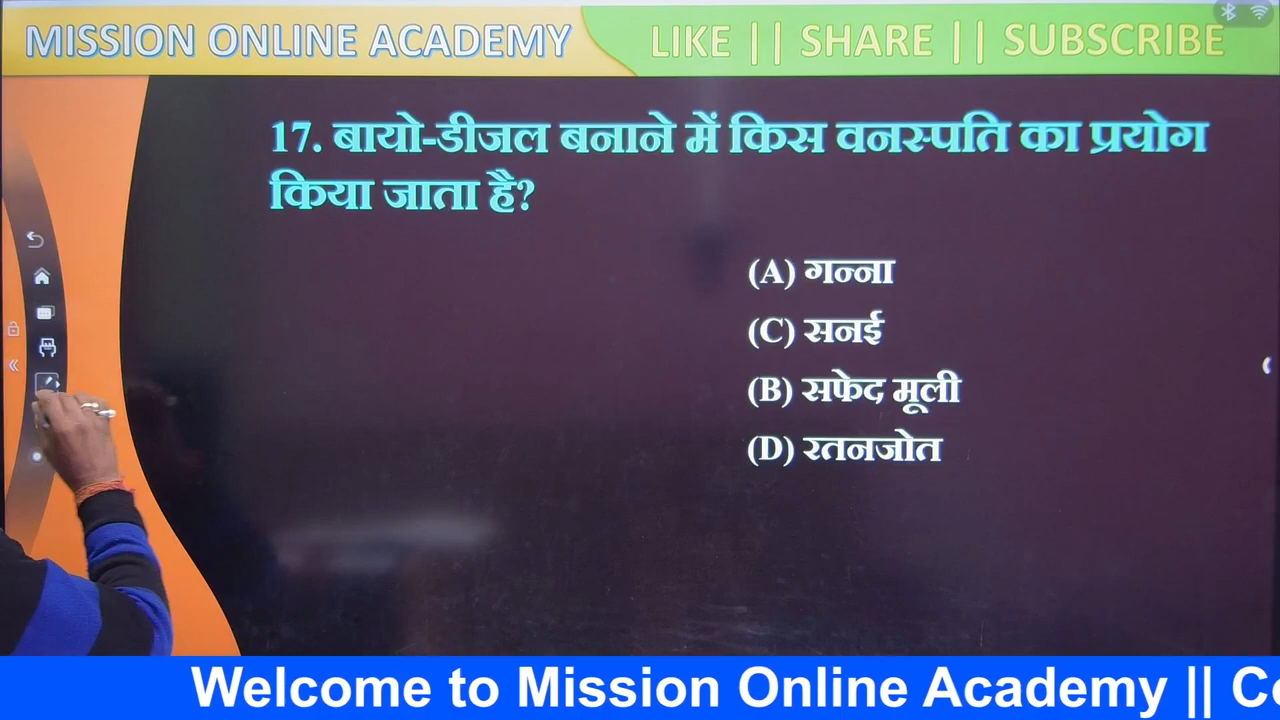 MISSION ONLINE ACADEMY
LIKE || SHARE || SUBSCRIBE
17. बायो-डीजल बनाने में किस वनस्पति का प्रयोग
किया जाता है?
(A) गन्ना
(C) सनई
(B) सफेद मूली
(D) रतनजोत
Welcome to Mission Online Academy ||